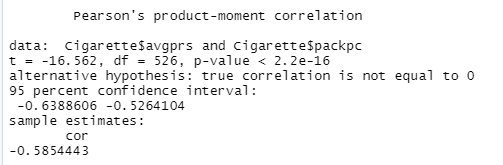 Pearson's product-moment correlation
data:  Cigarette$avgprs and Cigarette$packpc
t = -16.562, df = 526, p-value < 2.2e-16
alternative hypothesis: true correlation is not equal to 0
95 percent confidence interval:
-0.6388606 -0.5264104
sample estimates:
cor
-0.5854443